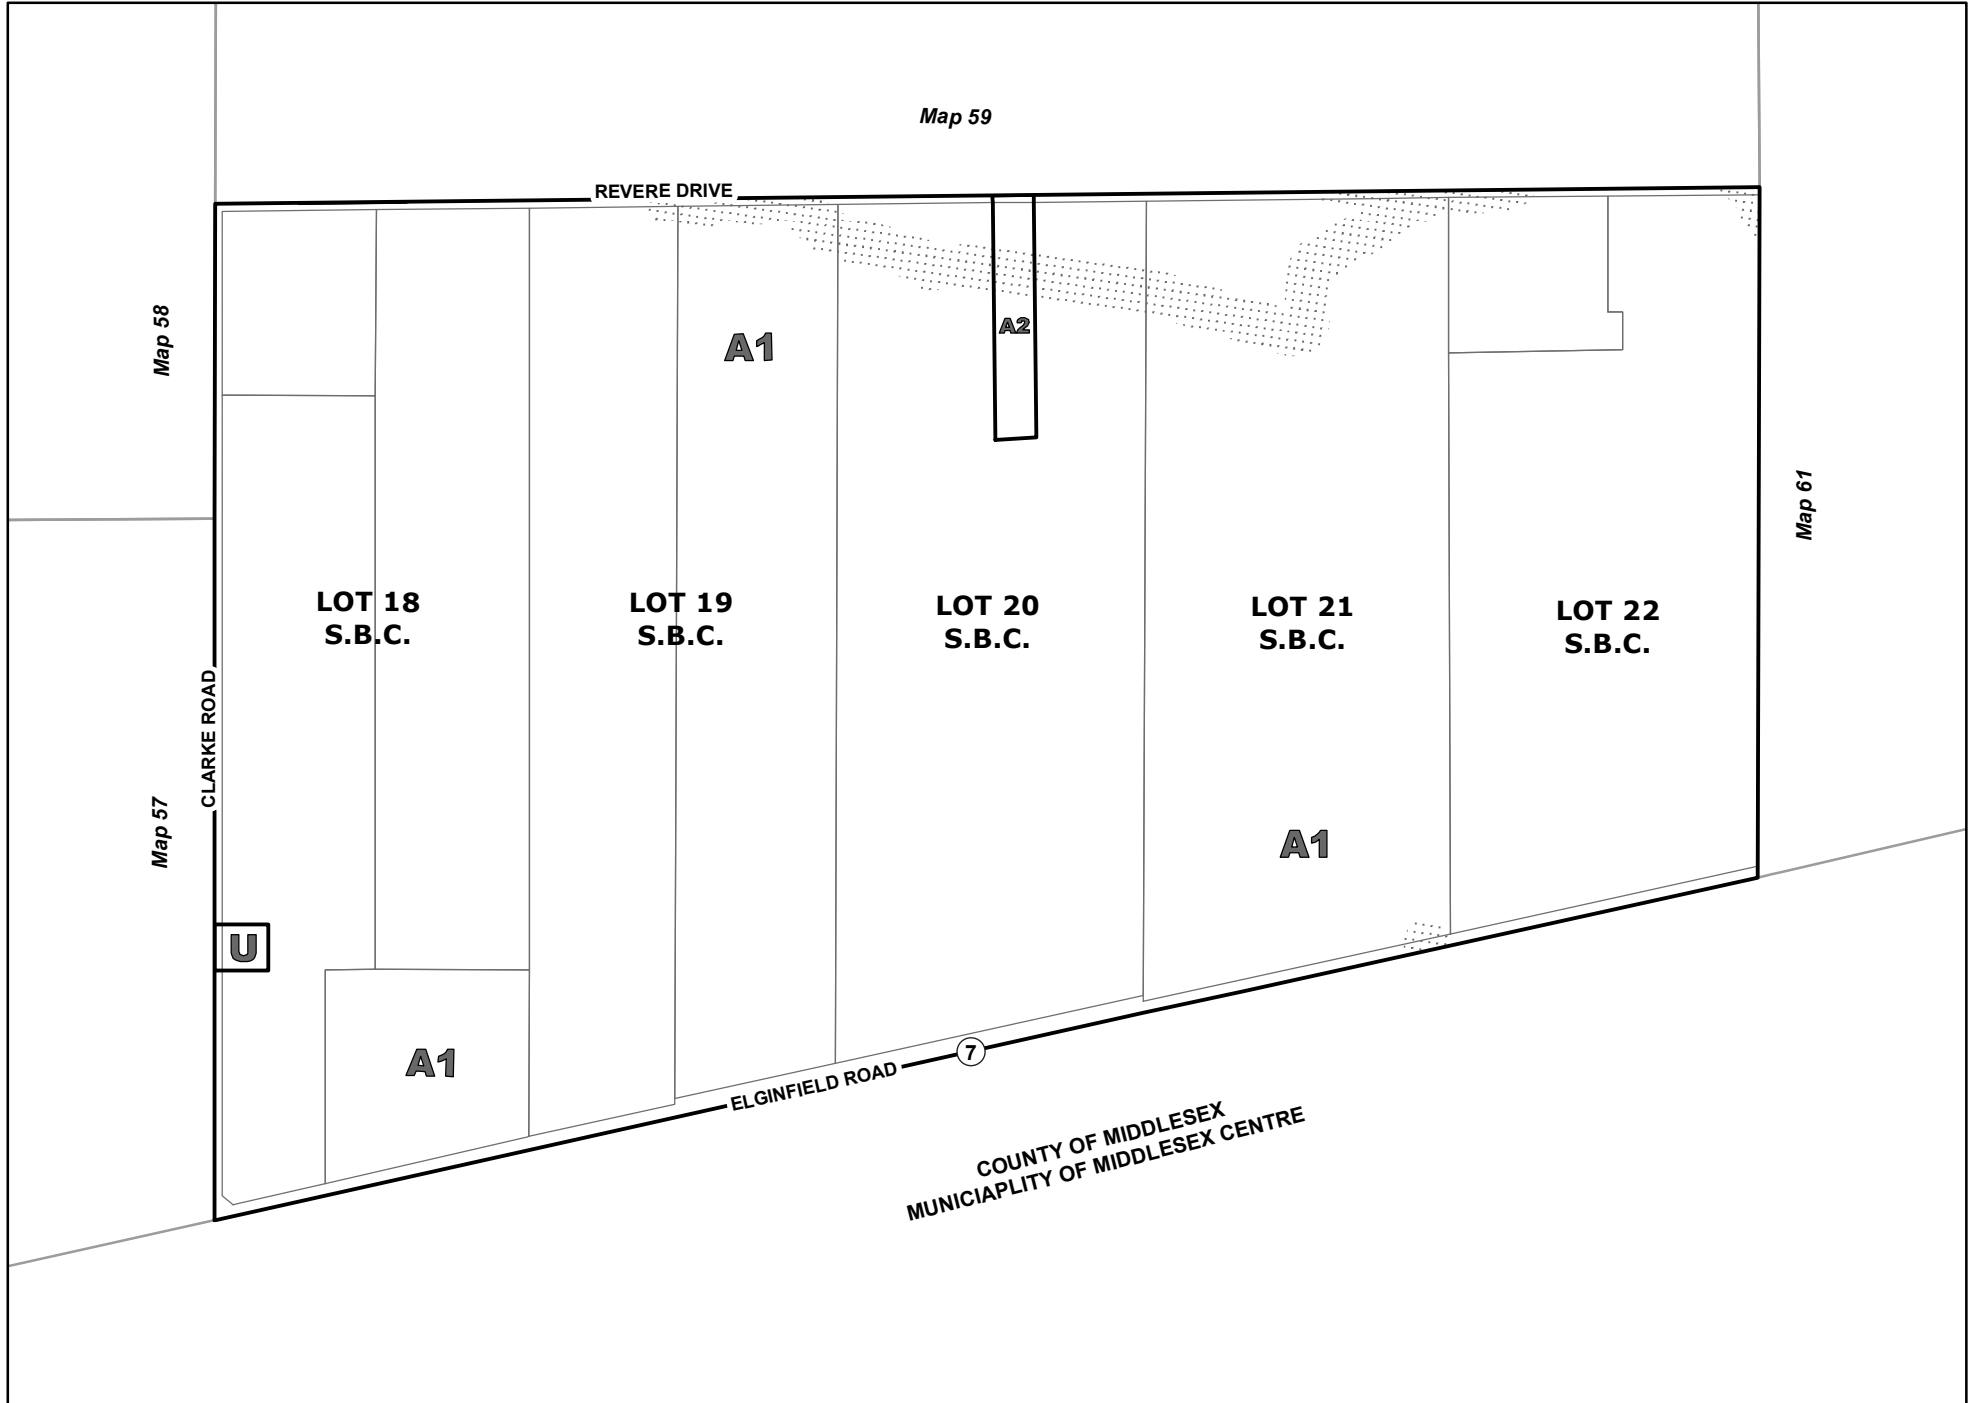 Map 59
REVERE DRIVE
Map 58
A1
A2
Map 61
LOT 18
S.B.C.
LOT 19
S.B.C.
LOT 20
S.B.C.
LOT 21
S.B.C.
LOT 22
S.B.C.
CLARKE ROAD
Map 57
A1
U
A1
7
ELGINFIELD ROAD
COUNTY OF MIDDLESEX
MUNICIAPLITY OF MIDDLESEX CENTRE